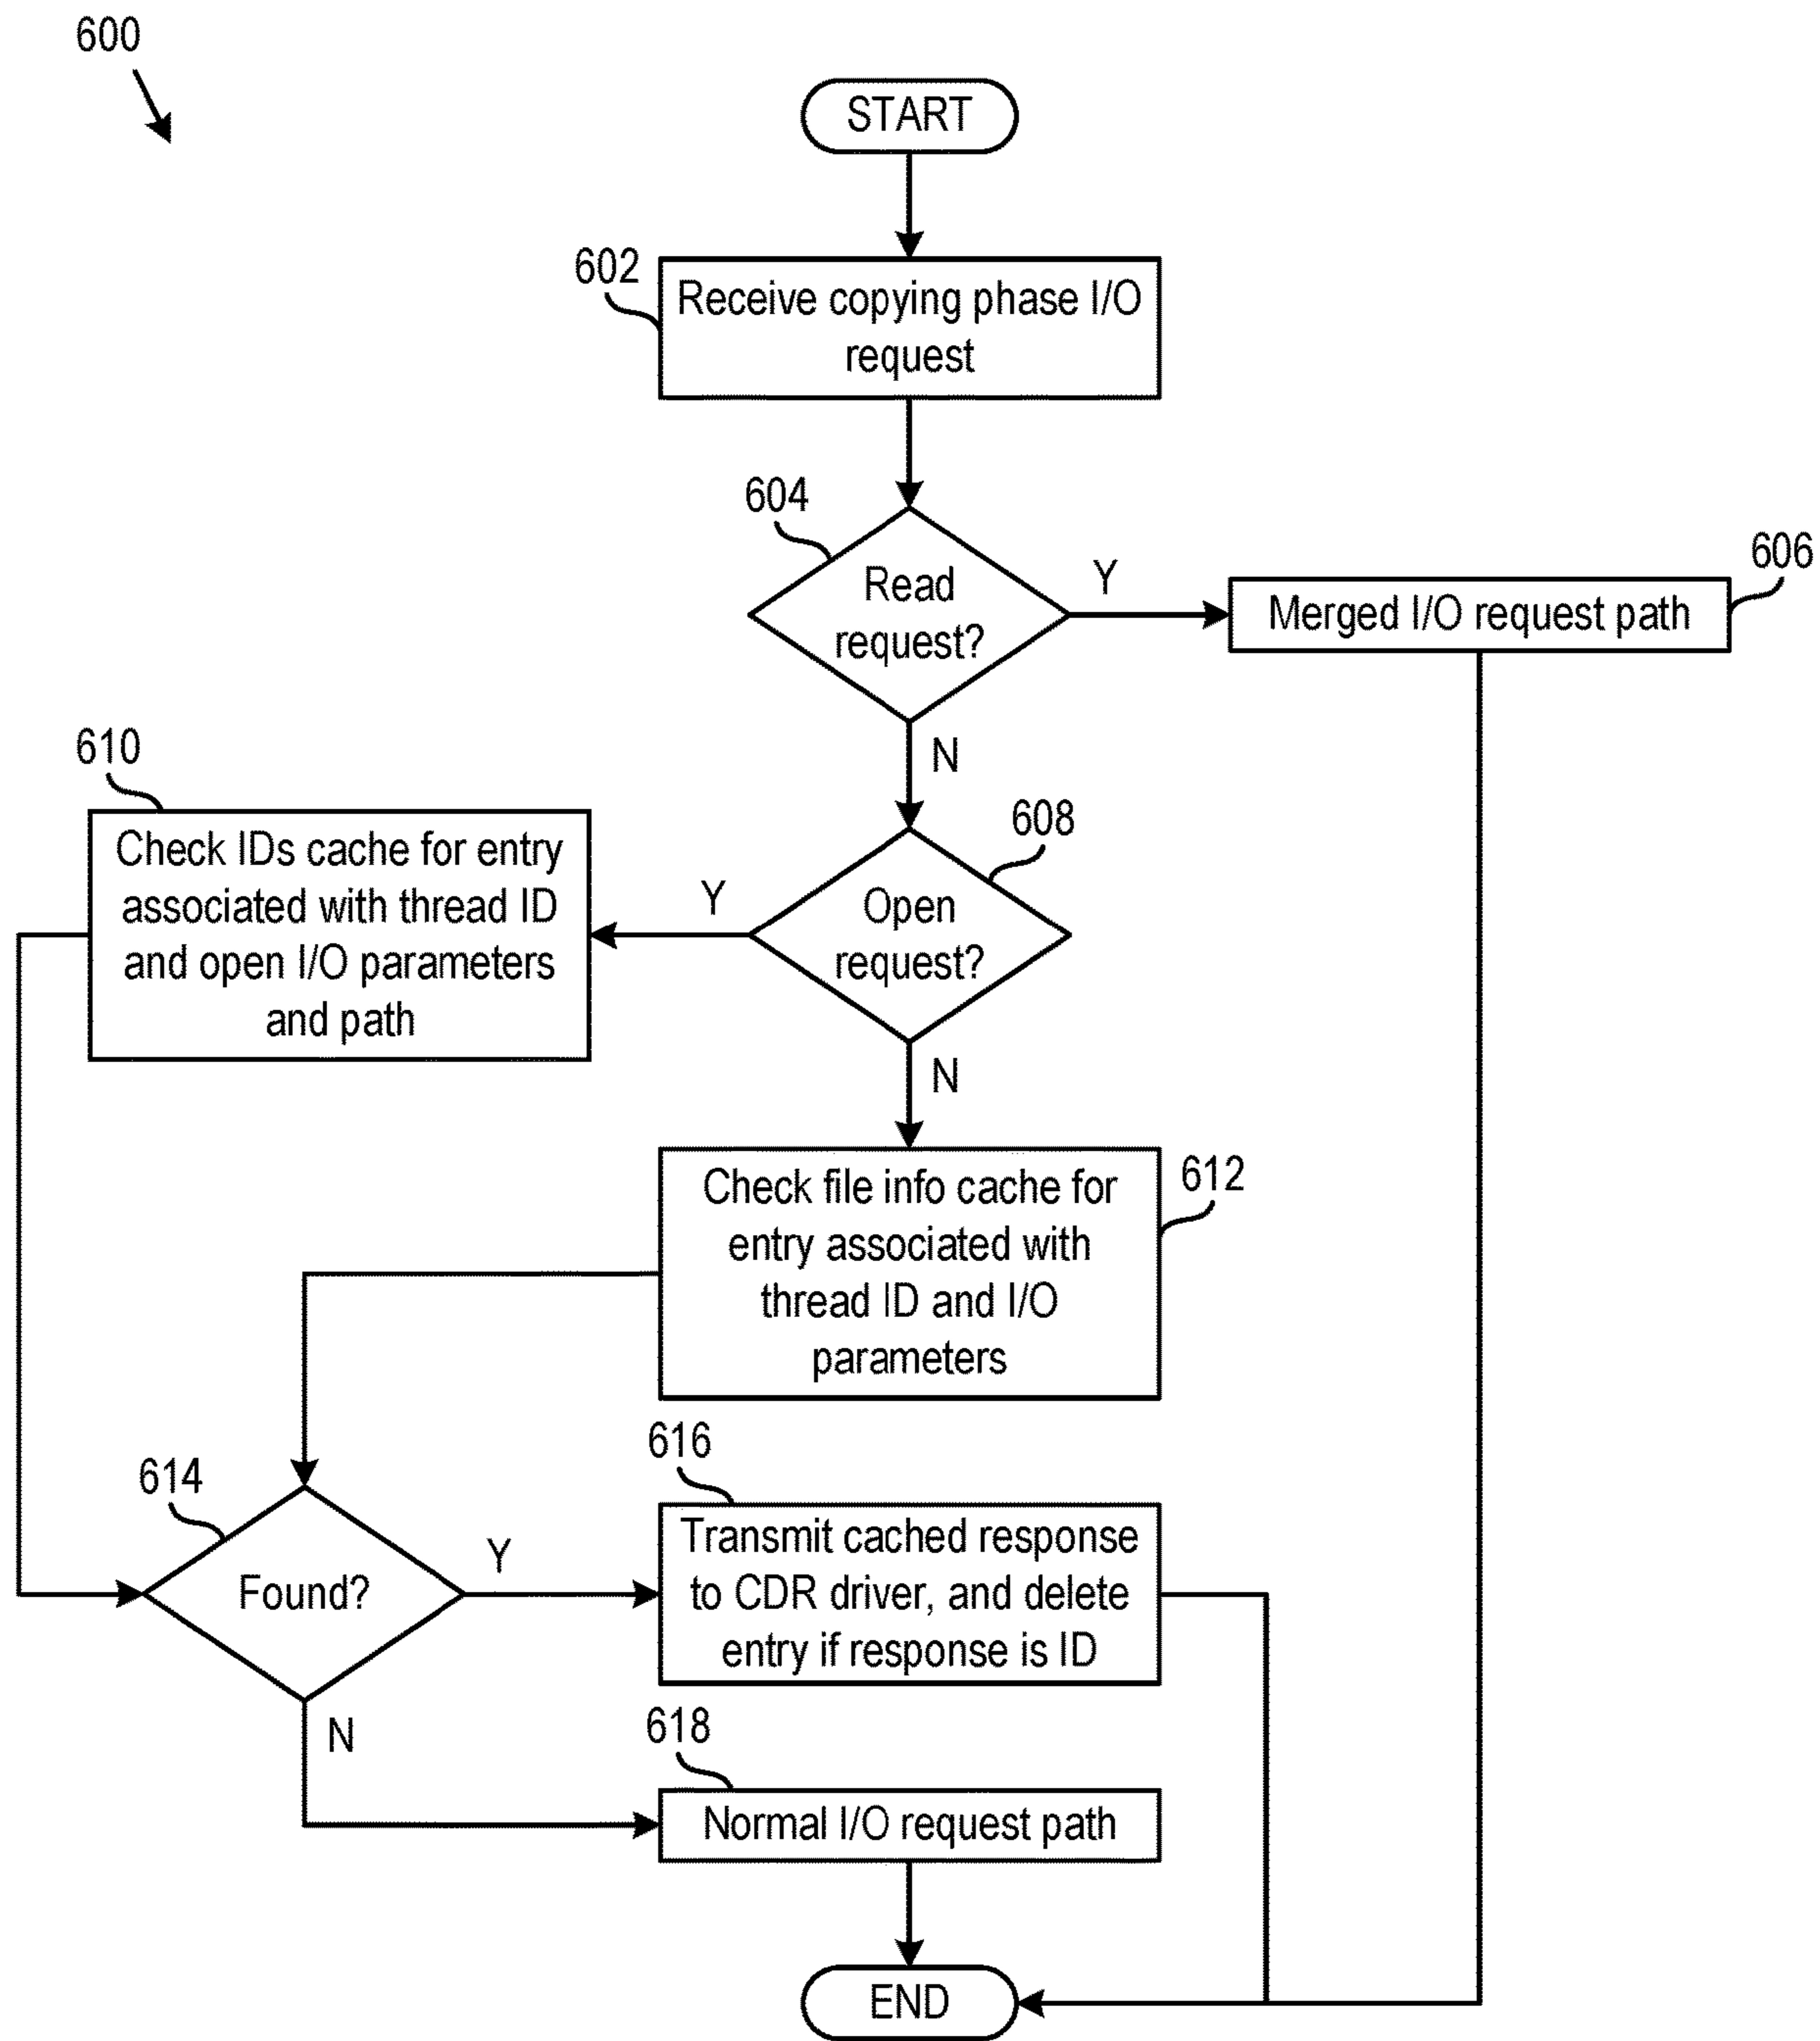 600
START
602
Receive copying phase I/O
request
604
Read
request?
Y
606
Merged I/O request path
N
610
Check IDs cache for entry
associated with thread ID
and open I/O parameters
and path
608
Open
request?
Y
N
612
Check file info cache for
entry associated with
thread ID and I/O
parameters
614
Found?
Y
616
Transmit cached response
to CDR driver, and delete
entry if response is ID
N
618
Normal I/O request path
END